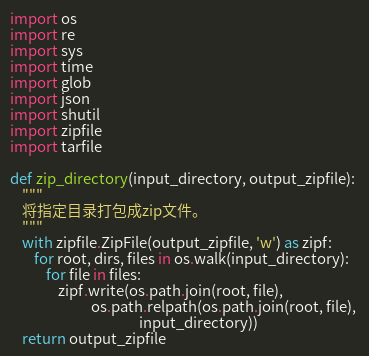 import os
import re
import sys
import time
import glob
import json
import shutil
import zipfile
import tarfile

def zip_directory(input_directory, output_zipfile):
    """
    将指定目录打包成zip文件。
    """
    with zipfile.ZipFile(output_zipfile, 'w') as zipf:
        for root, dirs, files in os.walk(input_directory):
            for file in files:
                zipf.write(os.path.join(root, file),
                           os.path.relpath(os.path.join(root, file),
                                           input_directory))
    return output_zipfile